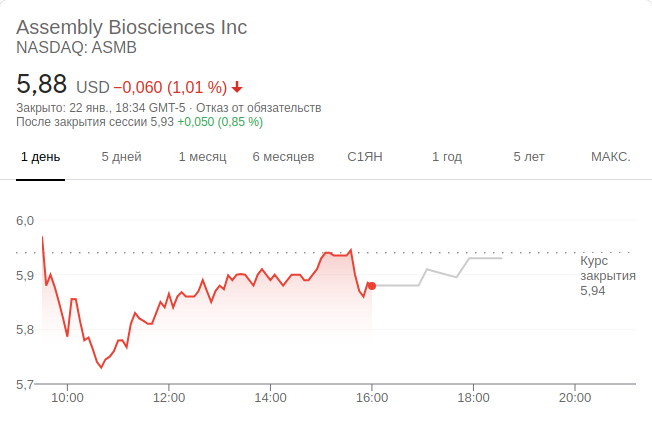 Assembly Biosciences Inc
NASDAQ: ASMB
5,88 USD −0,060 (1,01 %)
Закрыто: 22 янв., 18:34 GMT-5 · Отказ от обязательств
После закрытия сессии 5,93 +0,050 (0,85 %)
1 день 5 дней 1 месяц 6 месяцев С1ЯН 1 год 5 лет МАКС.
6,0
5,9
5,8
5,7
Курс
закрытия
5,94
10:00 12:00 14:00 16:00 18:00 20:00